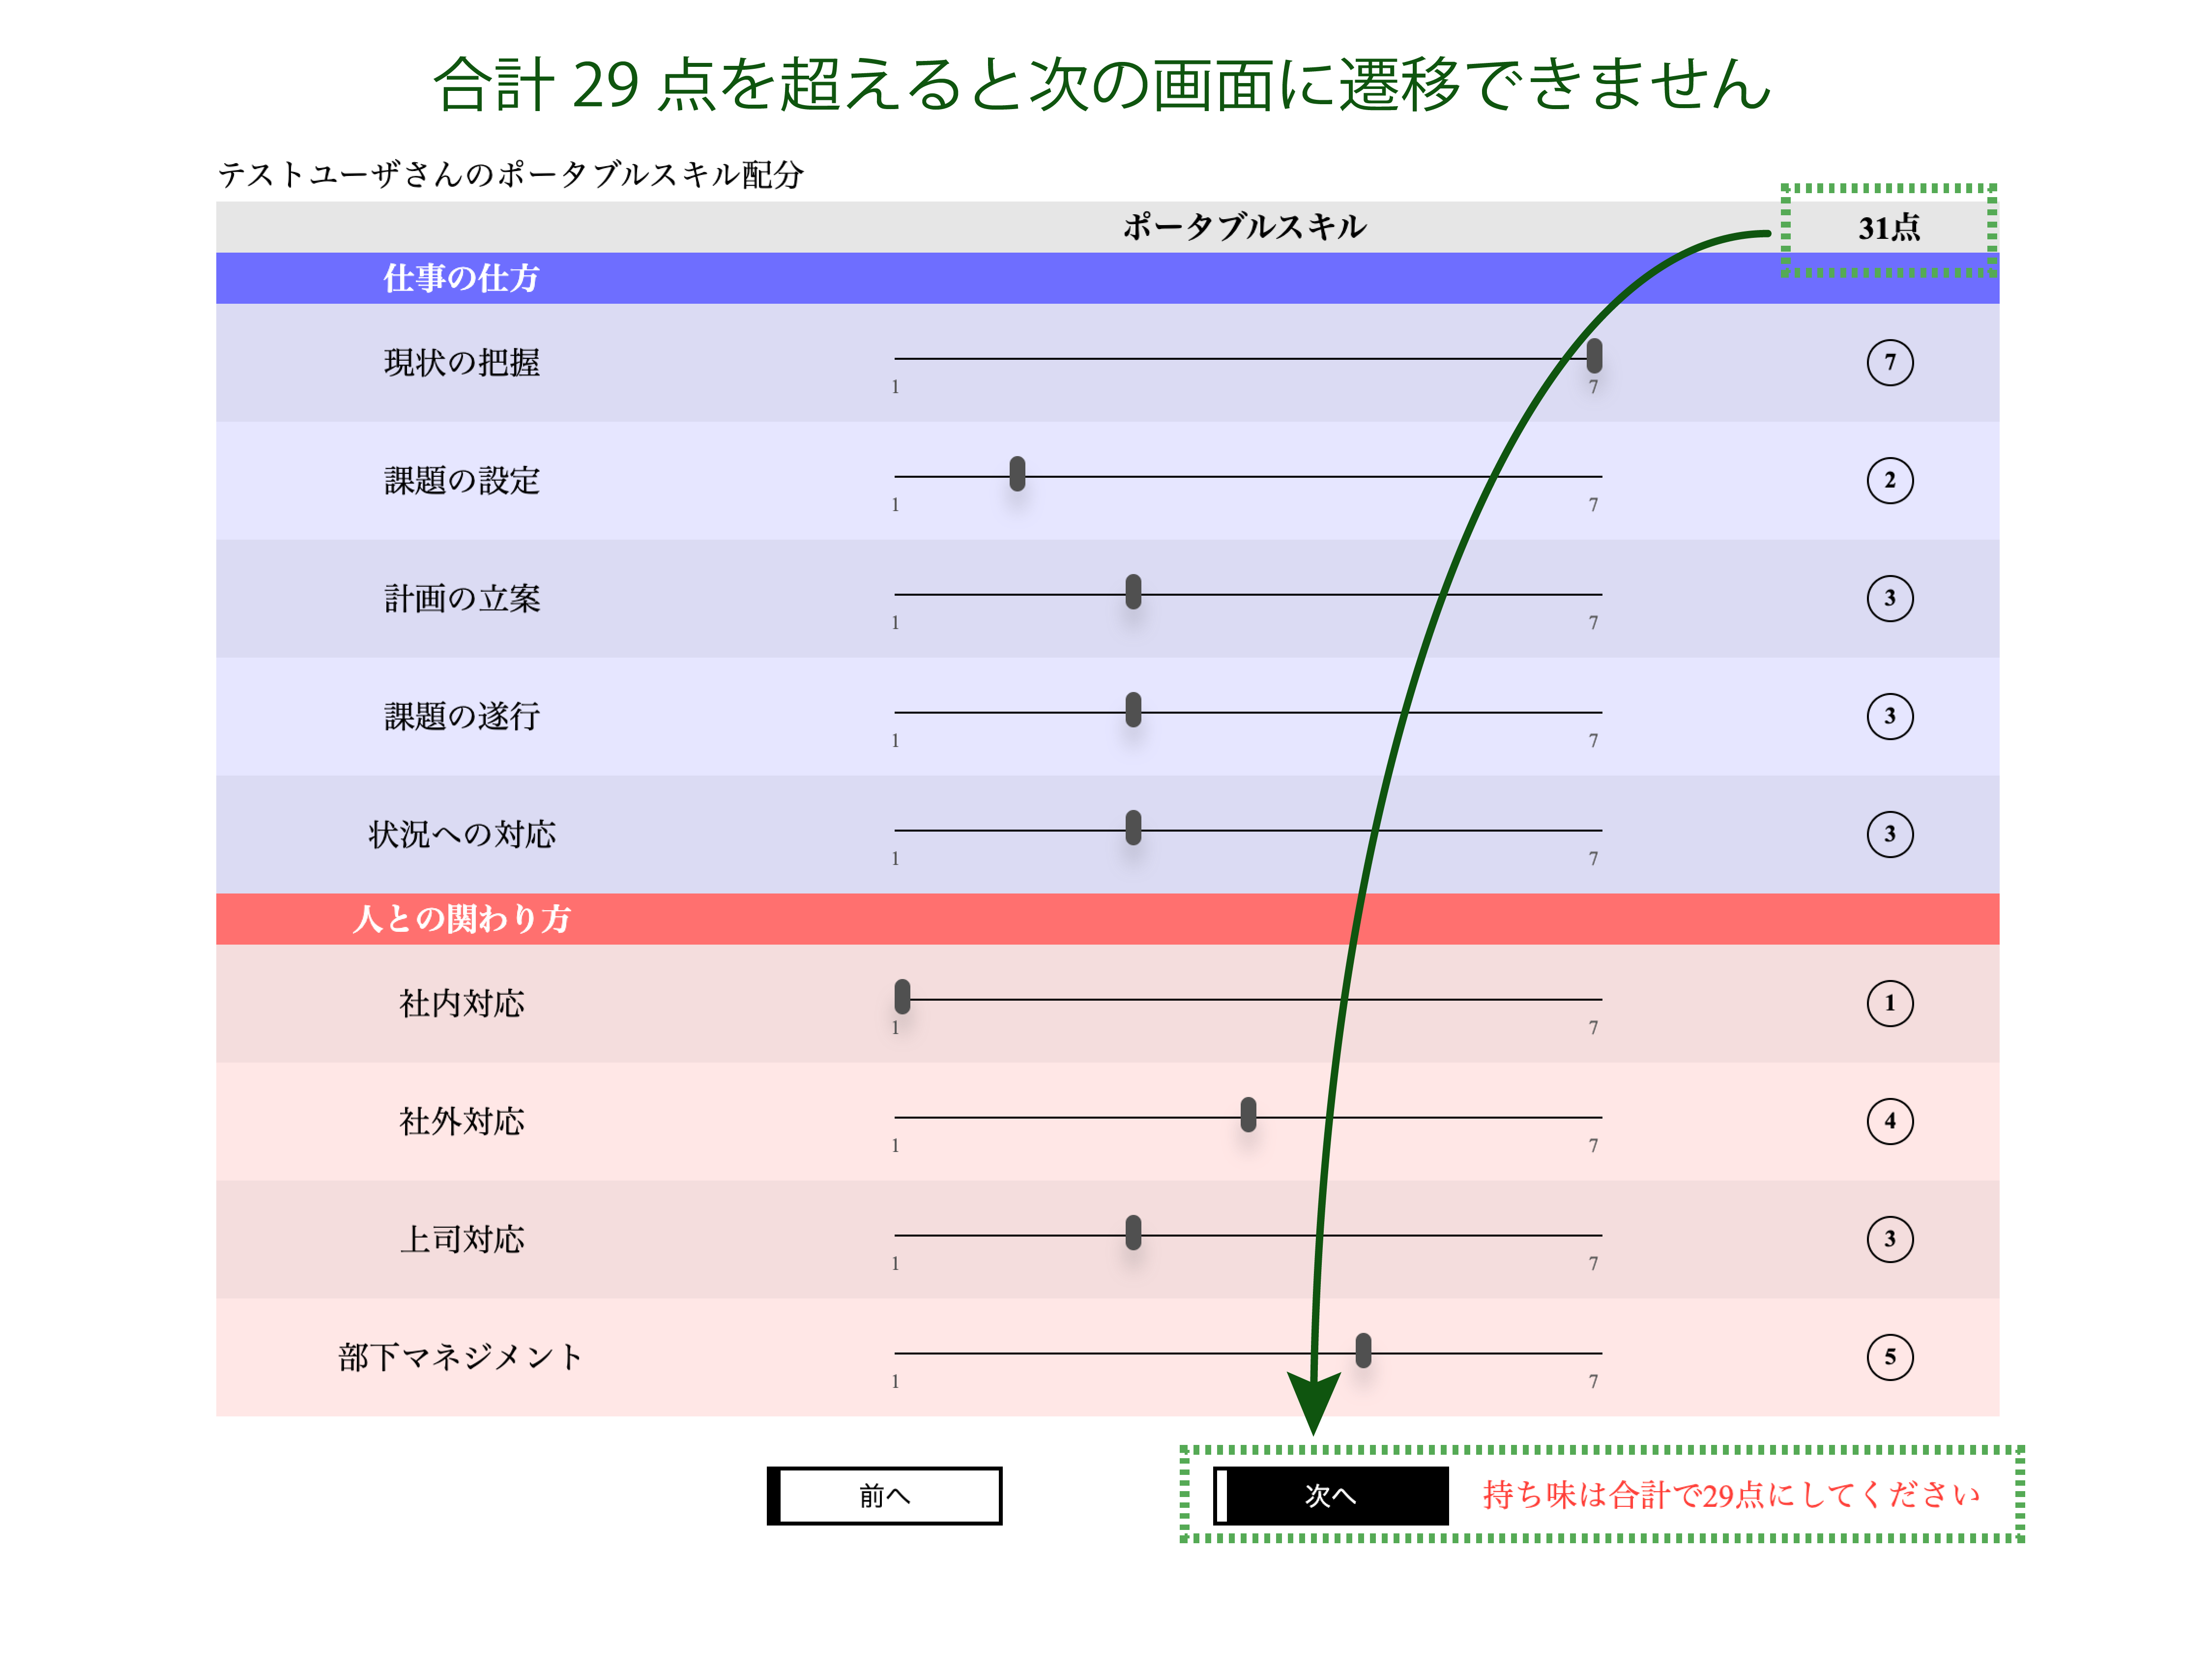 合計 29 点を超えると次の画面に遷移できません
テストユーザさんのポータブルスキル配分
ポータブルスキル 31点
仕事の仕方
現状の把握 1 7 7
課題の設定 1 7 2
計画の立案 1 7 3
課題の遂行 1 7 3
状況への対応 1 7 3
人との関わり方
社内対応 1 7 1
社外対応 1 7 4
上司対応 1 7 3
部下マネジメント 1 7 5
前へ 次へ 持ち味は合計で29点にしてください